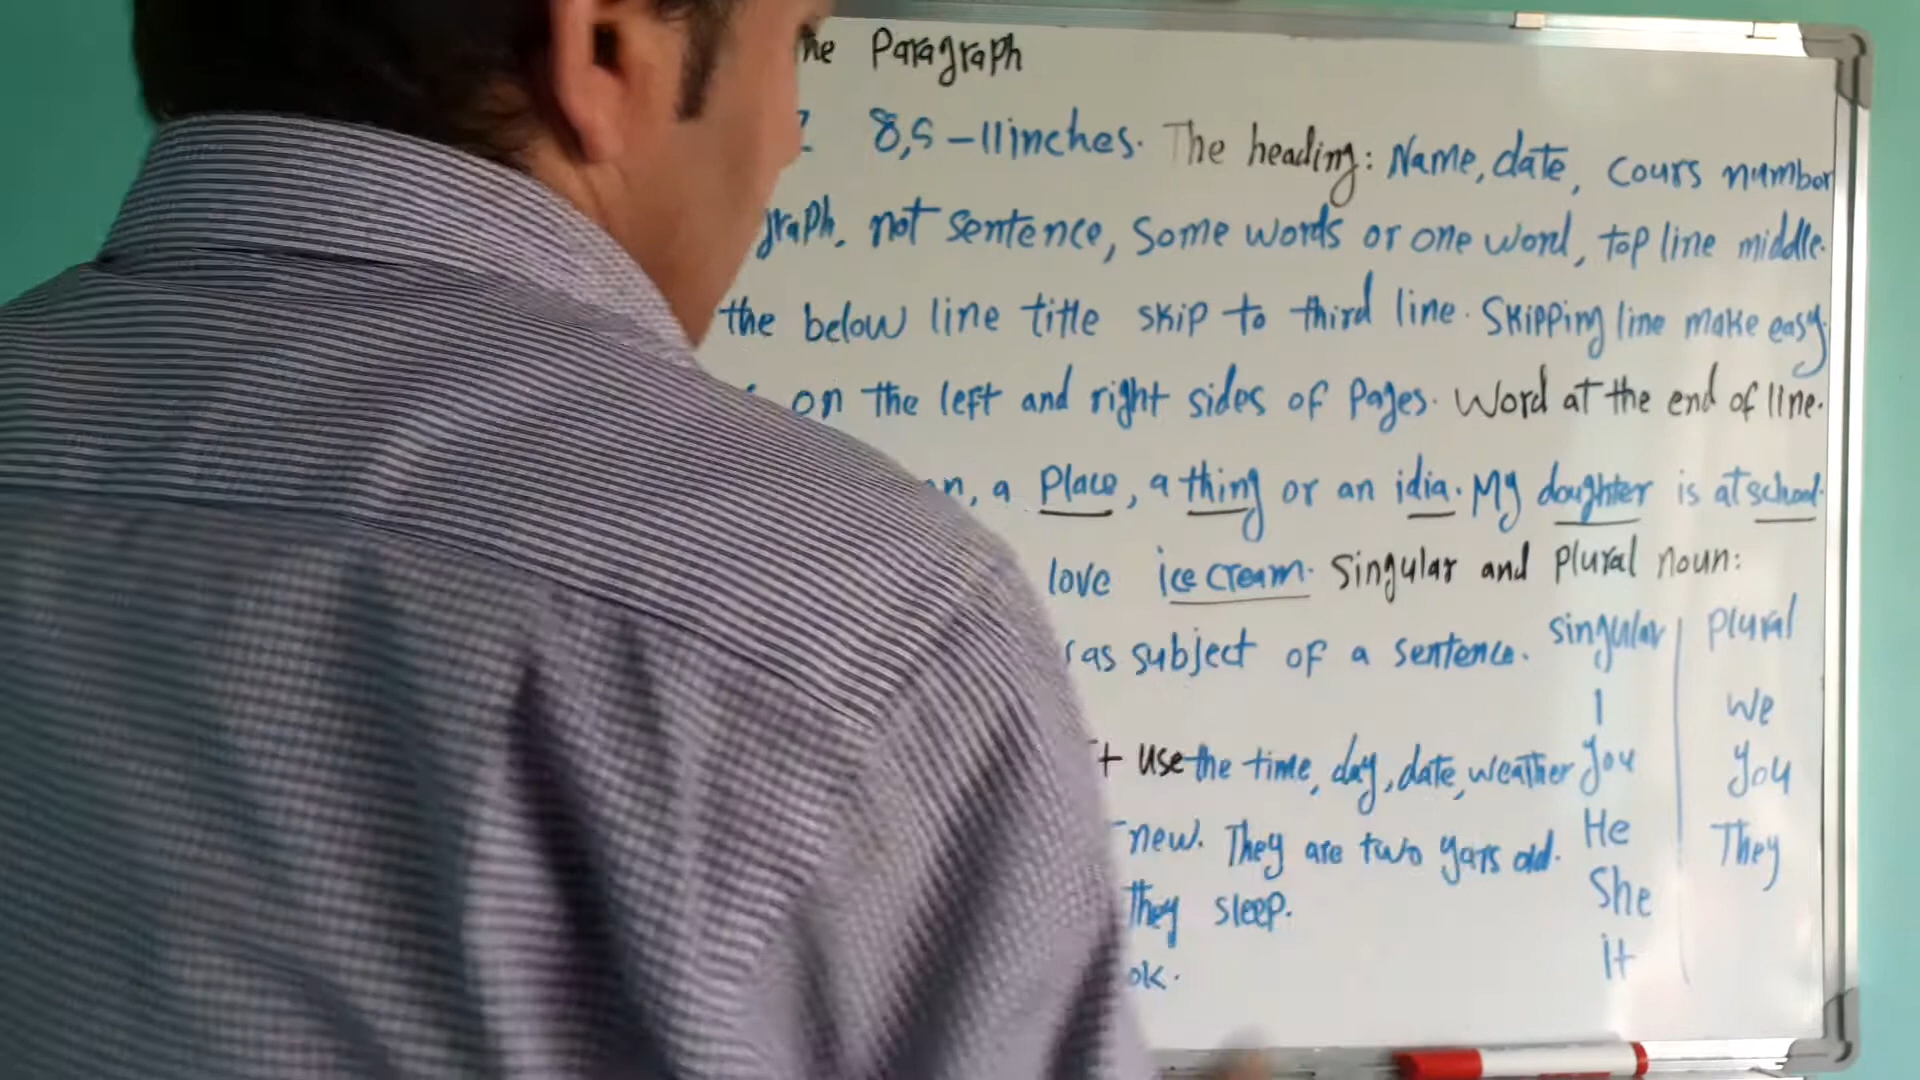 he Paragraph
8,5 - 11 inches. The heading: Name, date, cours numbor
graph. not sentence, some words or one word, top line middle.
the below line title skip to third line. Skipping line make easy.
on the left and right sides of Pages. Word at the end of line.
n, a Place, a thing or an idia. My doughter is at school.
love ice cream. Singular and Plural noun:
as subject of a sentence. singular Plural
I We
t use the time, day, date, weather you you
new. They are two yars old. He They
They sleep. She
ok. it